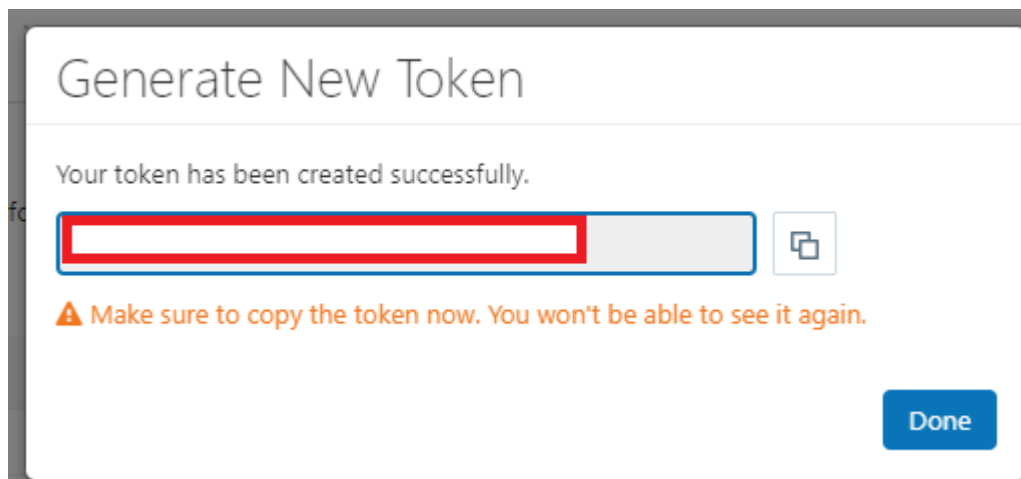 Generate New Token
Your token has been created successfully.
Make sure to copy the token now. You won't be able to see it again.
Done